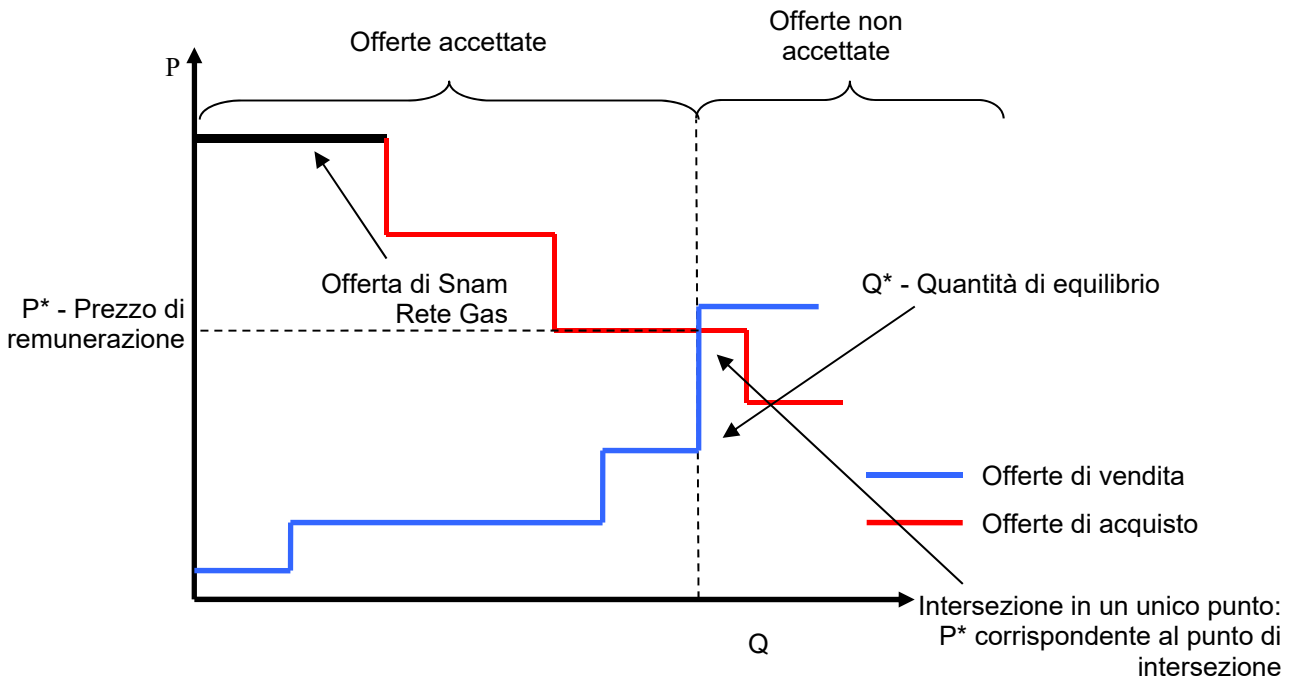 Offerte accettate
Offerte non
accettate
P
Offerta di Snam
Rete Gas
Q* - Quantità di equilibrio
P* - Prezzo di
remunerazione
Offerte di vendita
Offerte di acquisto
Intersezione in un unico punto:
P* corrispondente al punto di
intersezione
Q